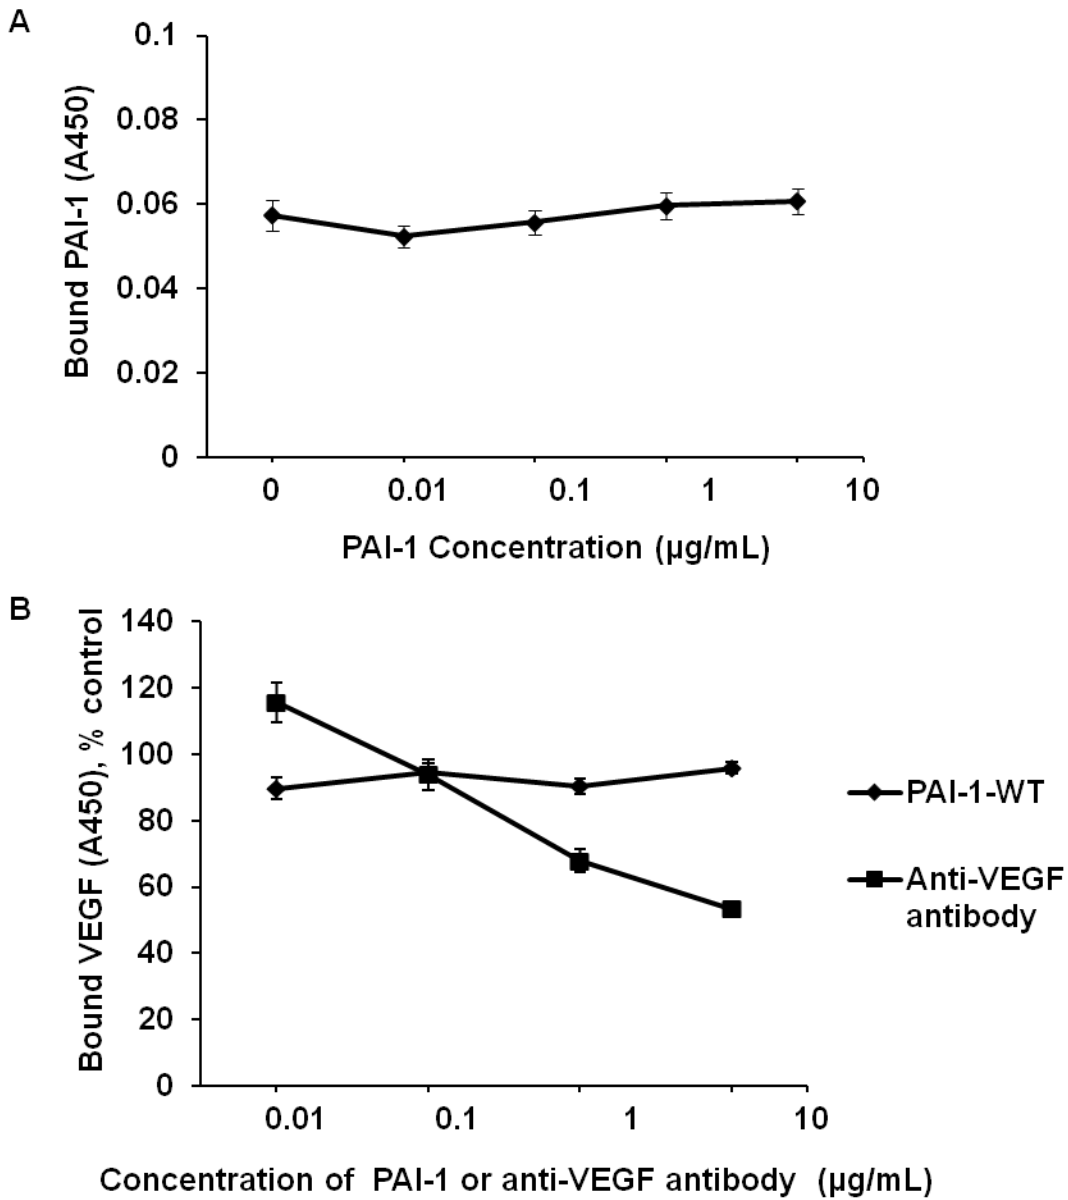 A
0.1
0.08
0.06
0.04
0.02
0
Bound PAI-1 (A450)
0 0.01 0.1 1 10
PAI-1 Concentration (µg/mL)
B
140
120
100
80
60
40
20
0
Bound VEGF (A450), % control
PAI-1-WT
Anti-VEGF
antibody
0.01 0.1 1 10
Concentration of PAI-1 or anti-VEGF antibody (µg/mL)